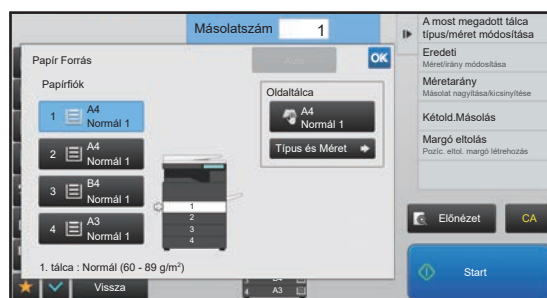 Másolatszám 1
Papír Forrás
Auto
OK
Papírfiók
1 A4
Normál 1
2 A4
Normál 1
3 B4
Normál 1
4 A3
Normál 1
1
2
3
4
Oldaltálca
A4
Normál 1
Típus és Méret
1. tálca : Normál (60 - 89 g/m²)
Vissza
4 A3
A most megadott tálca
típus/méret módosítása
Eredeti
Méret/irány módosítása
Méretarány
Másolat nagyítása/kicsinyítése
Kétold.Másolás
Margó eltolás
Pozíc. eltol. margó létrehozás
Előnézet
CA
Start